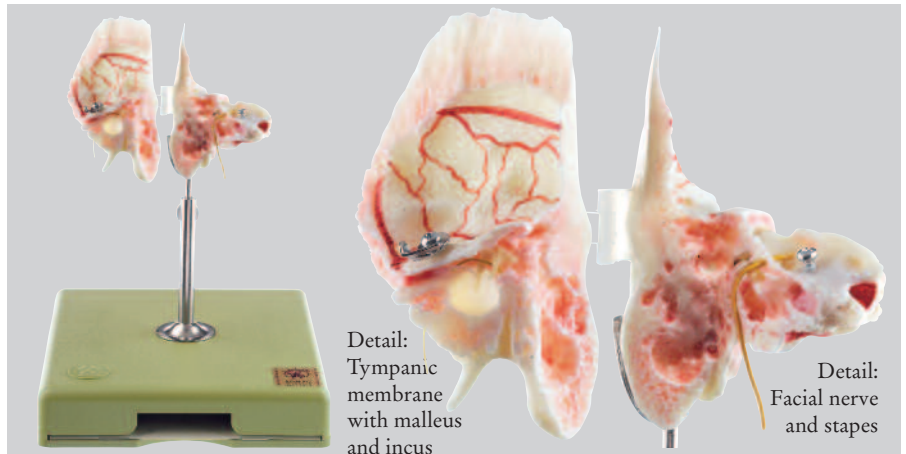 Detail:
Tympanic
membrane
with malleus
and incus
Detail:
Facial nerve
and stapes